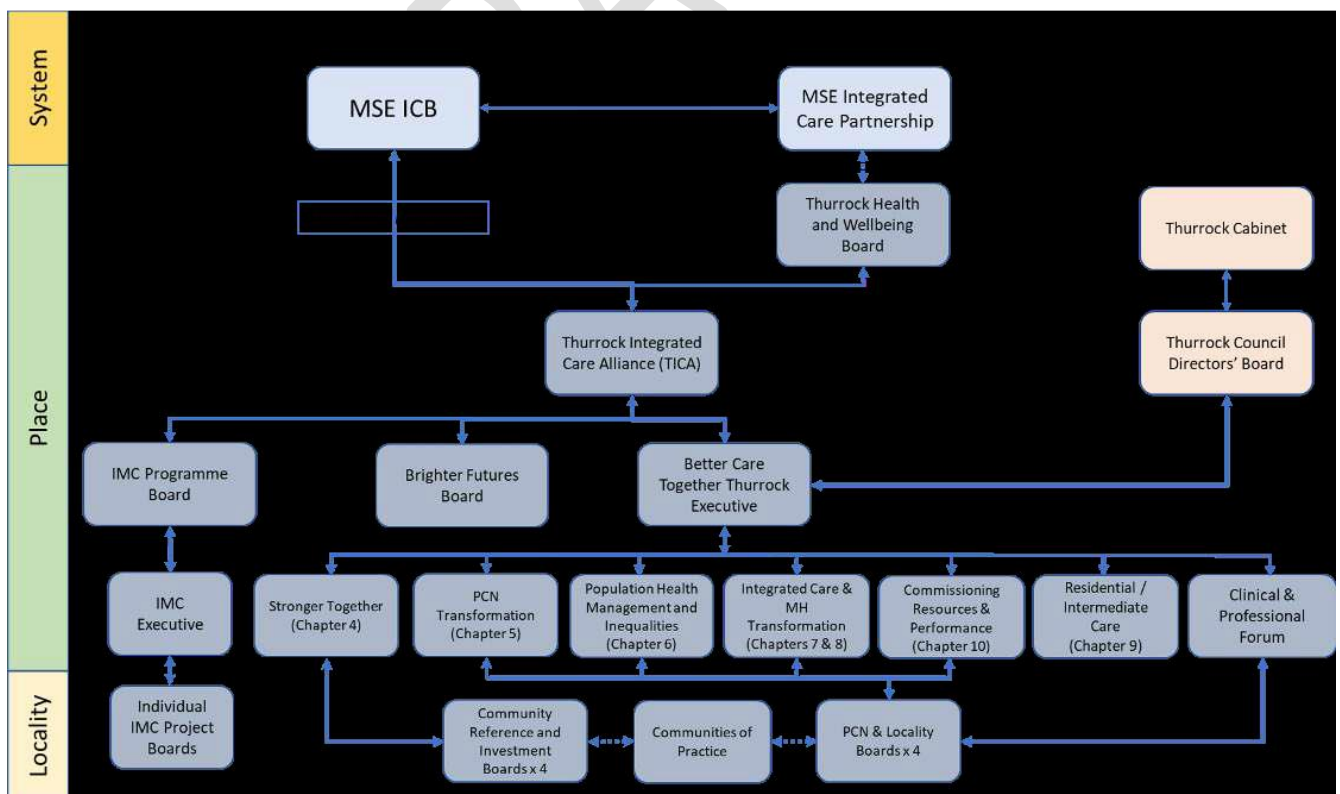 System
MSE ICB
MSE Integrated
Care Partnership
Place
Thurrock Health
and Wellbeing
Board
Thurrock Cabinet
Thurrock Integrated
Care Alliance (TICA)
Thurrock Council
Directors’ Board
IMC Programme
Board
Brighter Futures
Board
Better Care
Together Thurrock
Executive
IMC
Executive
Stronger Together
(Chapter 4)
PCN
Transformation
(Chapter 5)
Population Health
Management and
Inequalities
(Chapter 6)
Integrated Care &
MH
Transformation
(Chapters 7 & 8)
Commissioning
Resources &
Performance
(Chapter 10)
Residential /
Intermediate
Care
(Chapter 9)
Clinical &
Professional
Forum
Locality
Individual
IMC Project
Boards
Community
Reference and
Investment
Boards x 4
Communities of
Practice
PCN & Locality
Boards x 4